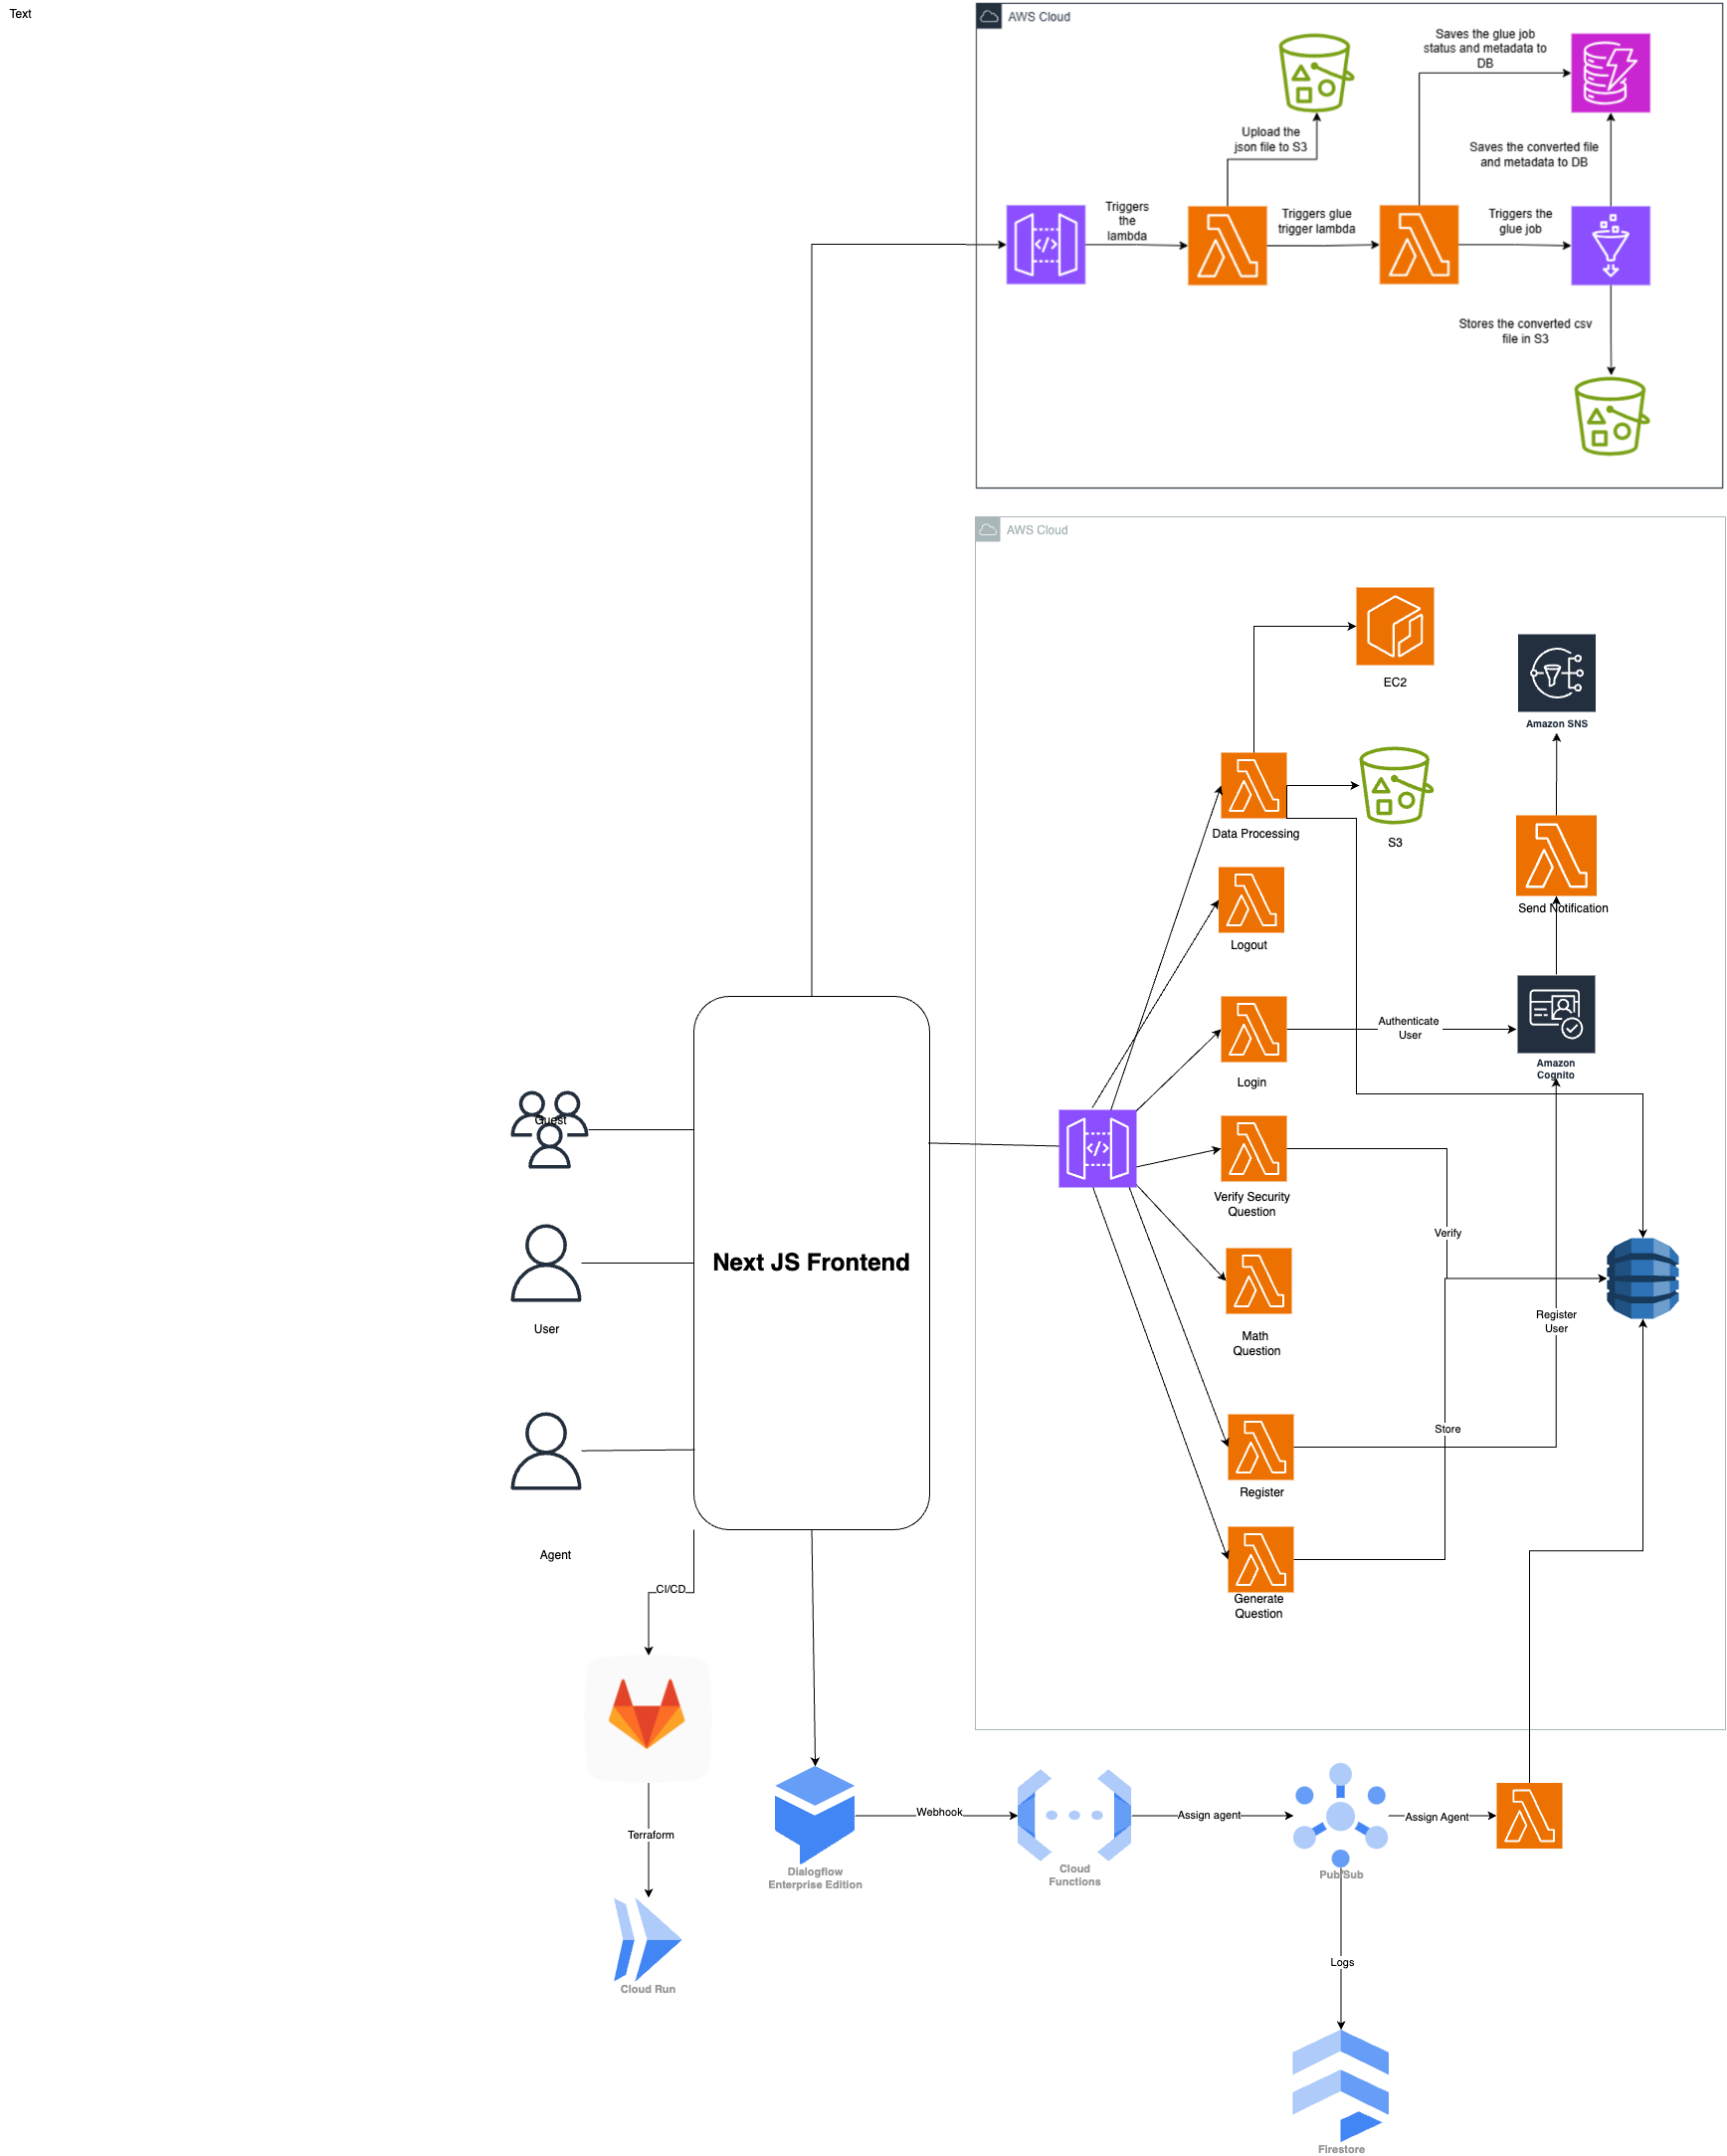 Text
AWS Cloud
Saves the glue job
status and metadata to
DB
Upload the
json file to S3
Saves the converted file
and metadata to DB
Triggers
the
lambda
Triggers glue
trigger lambda
Triggers the
glue job
</>
Stores the converted csv
file in S3
AWS Cloud
EC2
Amazon SNS
Data Processing
S3
Send Notification
Logout
Authenticate
User
Login
Amazon
Cognito
Guest
</>
Verify Security
Question
Verify
Next JS Frontend
User
Register
User
Math
Question
Store
Register
Agent
CI/CD
Generate
Question
Webhook
Assign agent
Assign Agent
Terraform
Dialogflow
Enterprise Edition
Cloud
Functions
Pub/Sub
Logs
Cloud Run
Firestore